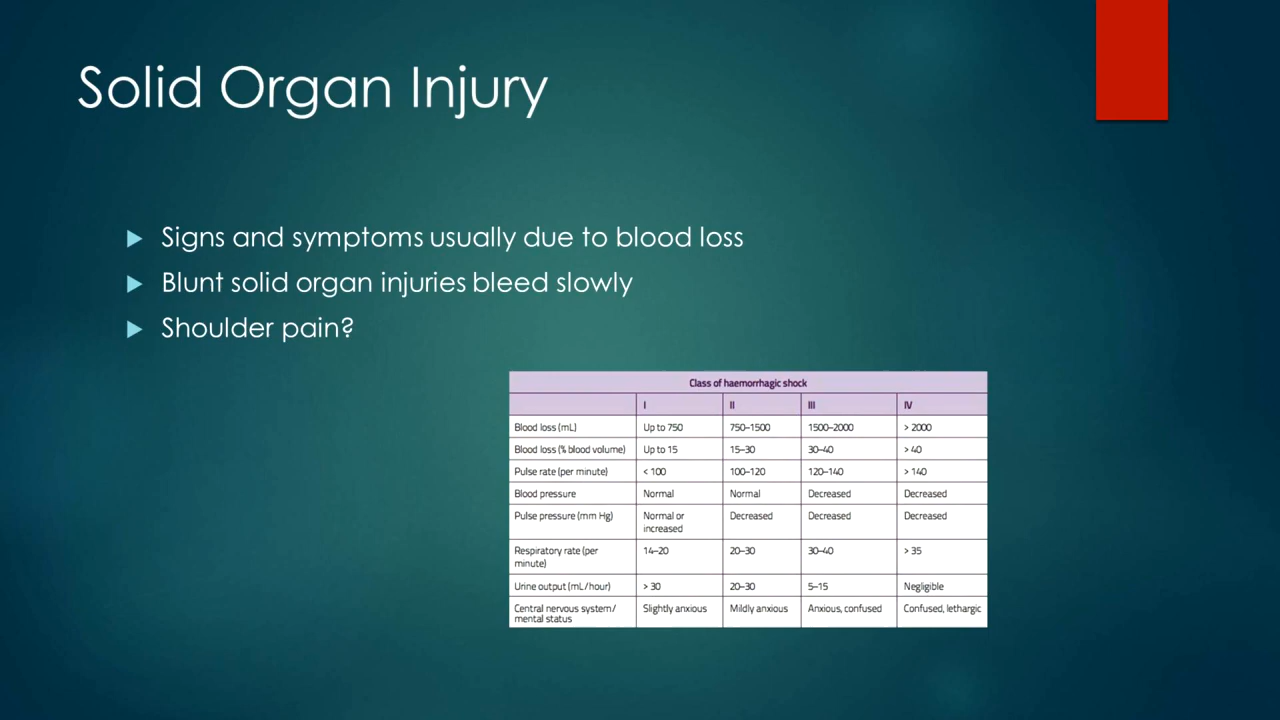 Solid Organ Injury
Signs and symptoms usually due to blood loss
Blunt solid organ injuries bleed slowly
Shoulder pain?
Class of haemorrhagic shock
I II III IV
Blood loss (mL) Up to 750 750–1500 1500–2000 > 2000
Blood loss (% blood volume) Up to 15 15–30 30–40 > 40
Pulse rate (per minute) < 100 100–120 120–140 > 140
Blood pressure Normal Normal Decreased Decreased
Pulse pressure (mm Hg) Normal or Decreased Decreased Decreased
increased
Respiratory rate (per 14–20 20–30 30–40 > 35
minute)
Urine output (mL/hour) > 30 20–30 5–15 Negligible
Central nervous system/ Slightly anxious Mildly anxious Anxious, confused Confused, lethargic
mental status